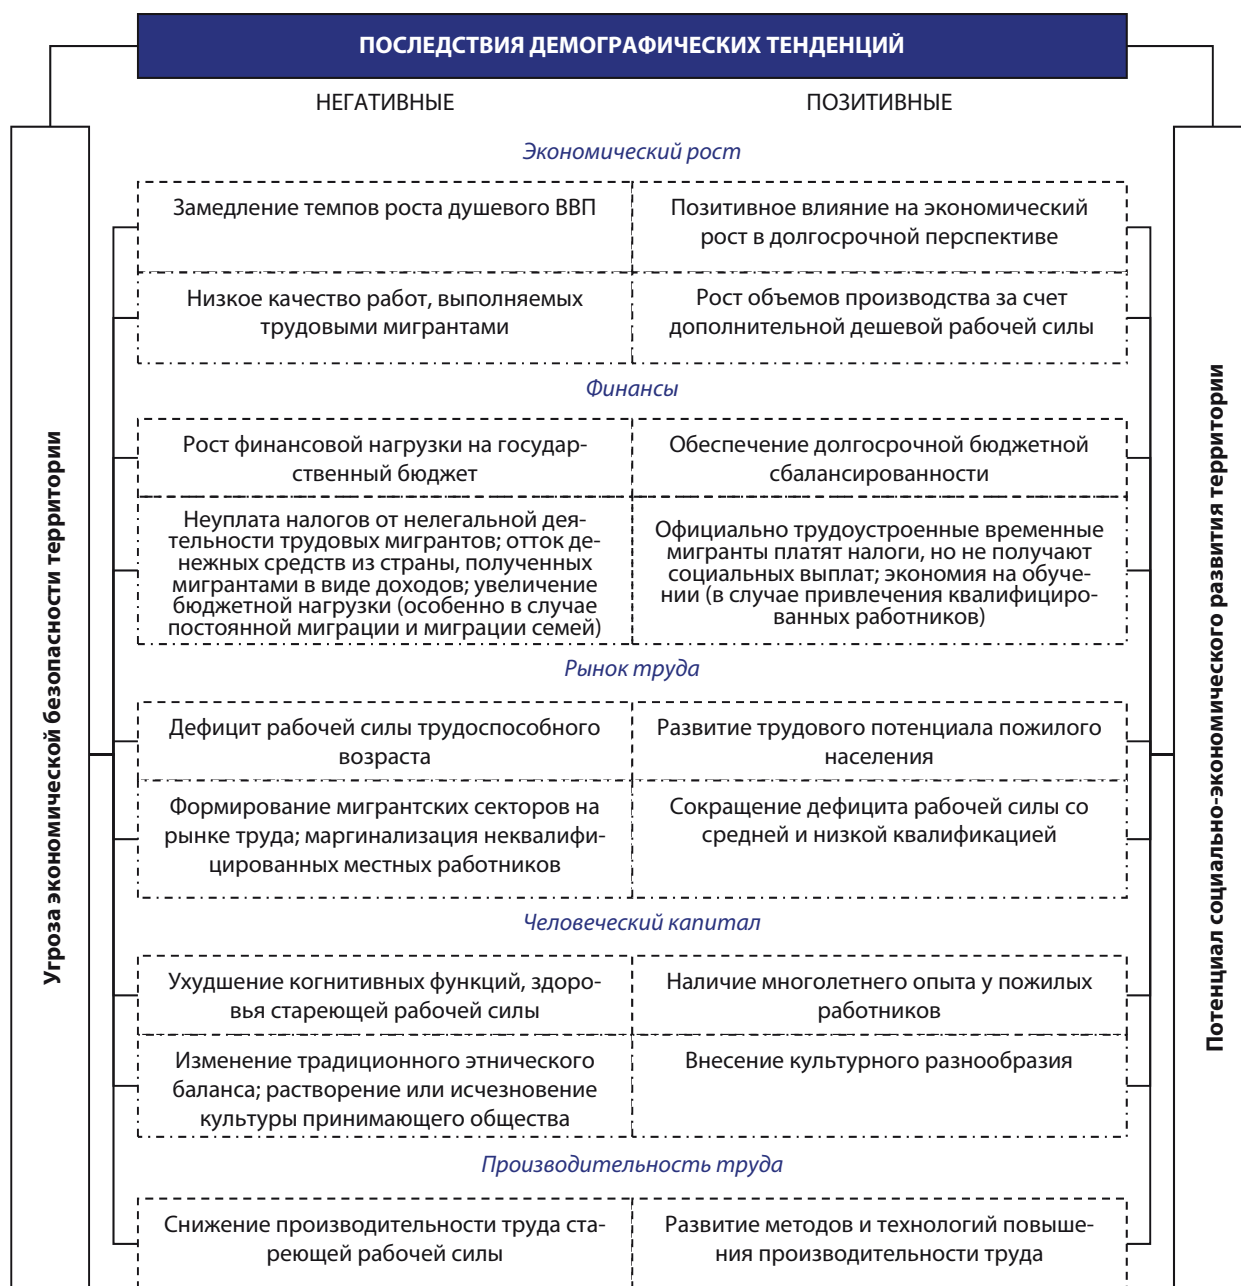 ПОСЛЕДСТВИЯ ДЕМОГРАФИЧЕСКИХ ТЕНДЕНЦИЙ
НЕГАТИВНЫЕ
ПОЗИТИВНЫЕ
Экономический рост
Замедление темпов роста душевого ВВП
Позитивное влияние на экономический
рост в долгосрочной перспективе
Низкое качество работ, выполняемых
трудовыми мигрантами
Рост объемов производства за счет
дополнительной дешевой рабочей силы
Финансы
Рост финансовой нагрузки на государ-
ственный бюджет
Обеспечение долгосрочной бюджетной
сбалансированности
Неуплата налогов от нелегальной дея-
тельности трудовых мигрантов; отток де-
нежных средств из страны, полученных
мигрантами в виде доходов; увеличение
бюджетной нагрузки (особенно в случае
постоянной миграции и миграции семей)
Официально трудоустроенные временные
мигранты платят налоги, но не получают
социальных выплат; экономия на обуче-
нии (в случае привлечения квалифициро-
ванных работников)
Рынок труда
Дефицит рабочей силы трудоспособного
возраста
Развитие трудового потенциала пожилого
населения
Формирование мигрантских секторов на
рынке труда; маргинализация неквалифи-
цированных местных работников
Сокращение дефицита рабочей силы со
средней и низкой квалификацией
Человеческий капитал
Ухудшение когнитивных функций, здоро-
вья стареющей рабочей силы
Наличие многолетнего опыта у пожилых
работников
Изменение традиционного этнического
баланса; растворение или исчезновение
культуры принимающего общества
Внесение культурного разнообразия
Производительность труда
Снижение производительности труда ста-
реющей рабочей силы
Развитие методов и технологий повыше-
ния производительности труда
Угроза экономической безопасности территории
Потенциал социально-экономического развития территории